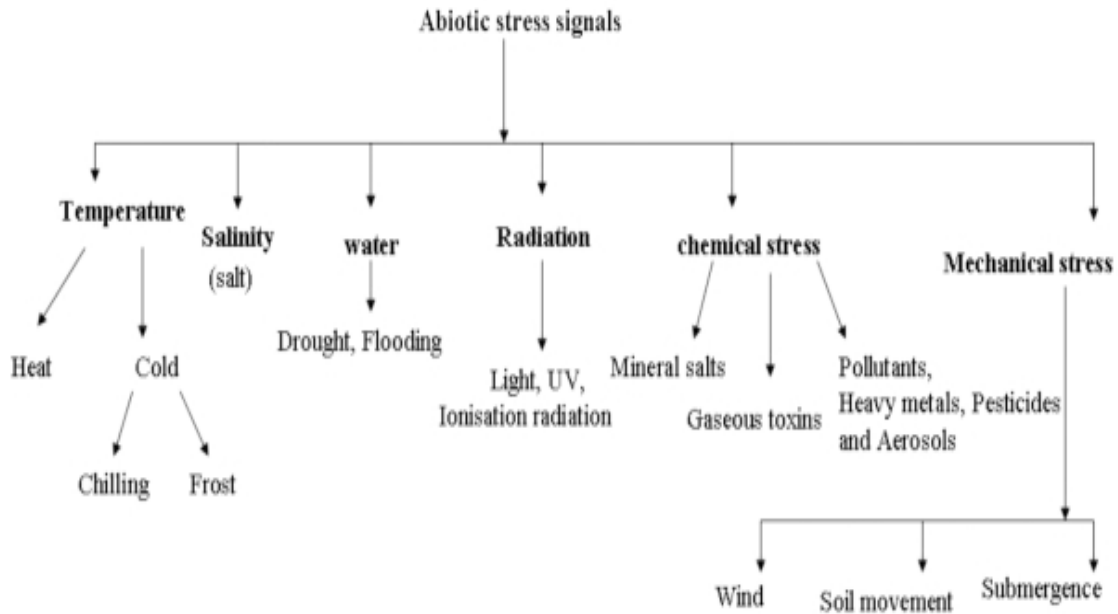 Abiotic stress signals
Temperature
Salinity
(salt)
water
Radiation
chemical stress
Mechanical stress
Heat
Cold
Drought, Flooding
Light, UV,
Ionisation radiation
Mineral salts
Gaseous toxins
Pollutants,
Heavy metals, Pesticides
and Aerosols
Chilling
Frost
Wind
Soil movement
Submergence